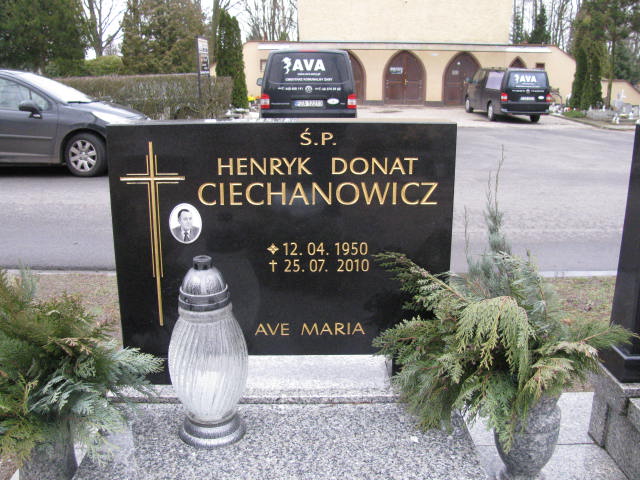 AVA
AVA
Ś.P.
HENRYK DONAT
CIECHANOWICZ
12. 04. 1950
† 25. 07. 2010
AVE MARIA